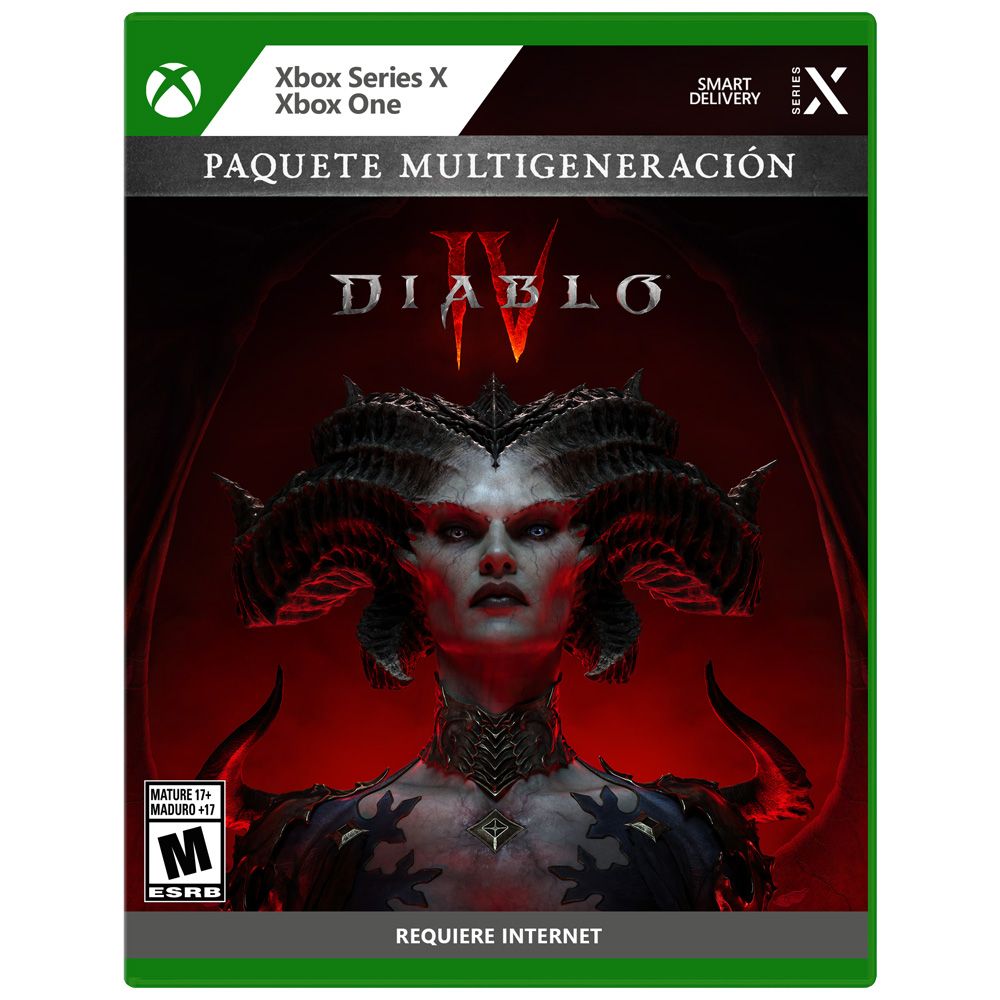 Xbox Series X
Xbox One
SMART
DELIVERY
SERIES X
PAQUETE MULTIGENERACIÓN
IV
DIABLO
MATURE 17+
MADURO +17
M
ESRB
REQUIERE INTERNET